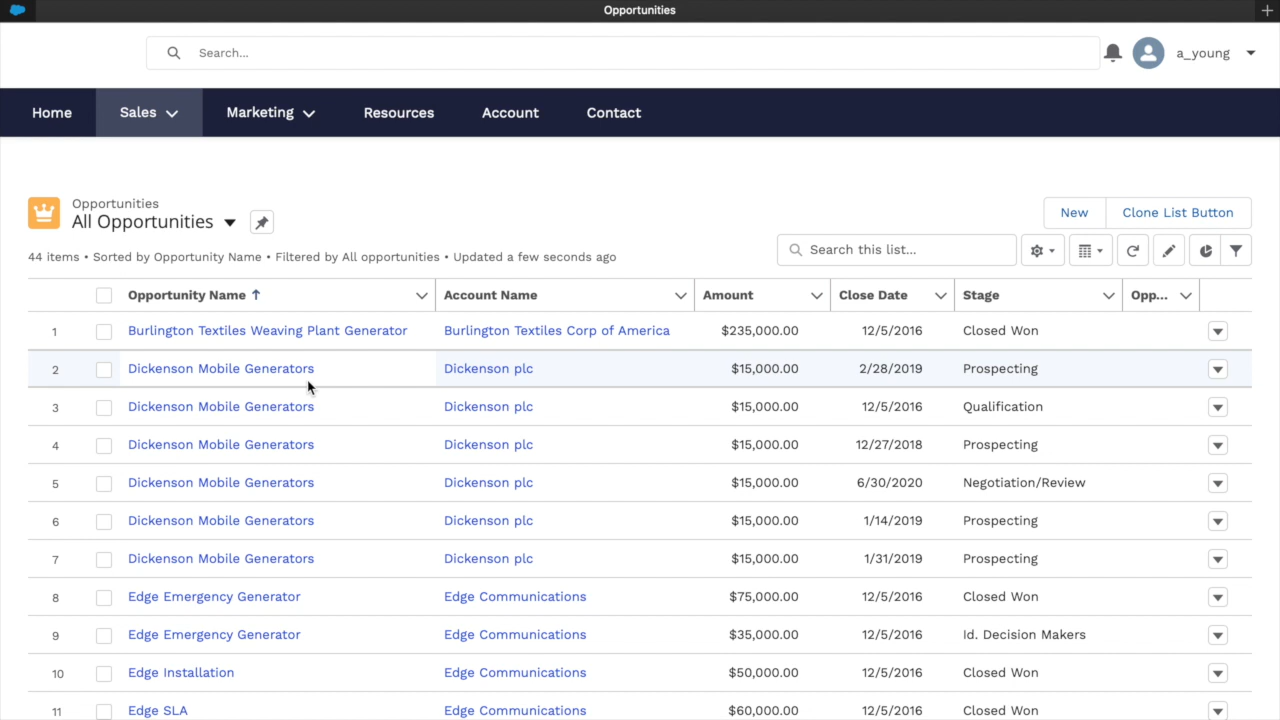 Opportunities
Search...
a_young
Home Sales Marketing Resources Account Contact
Opportunities
All Opportunities
New Clone List Button
44 items • Sorted by Opportunity Name • Filtered by All opportunities • Updated a few seconds ago
Search this list...
Opportunity Name Account Name Amount Close Date Stage Opp...
1 Burlington Textiles Weaving Plant Generator Burlington Textiles Corp of America $235,000.00 12/5/2016 Closed Won
2 Dickenson Mobile Generators Dickenson plc $15,000.00 2/28/2019 Prospecting
3 Dickenson Mobile Generators Dickenson plc $15,000.00 12/5/2016 Qualification
4 Dickenson Mobile Generators Dickenson plc $15,000.00 12/27/2018 Prospecting
5 Dickenson Mobile Generators Dickenson plc $15,000.00 6/30/2020 Negotiation/Review
6 Dickenson Mobile Generators Dickenson plc $15,000.00 1/14/2019 Prospecting
7 Dickenson Mobile Generators Dickenson plc $15,000.00 1/31/2019 Prospecting
8 Edge Emergency Generator Edge Communications $75,000.00 12/5/2016 Closed Won
9 Edge Emergency Generator Edge Communications $35,000.00 12/5/2016 Id. Decision Makers
10 Edge Installation Edge Communications $50,000.00 12/5/2016 Closed Won
11 Edge SLA Edge Communications $60,000.00 12/5/2016 Closed Won